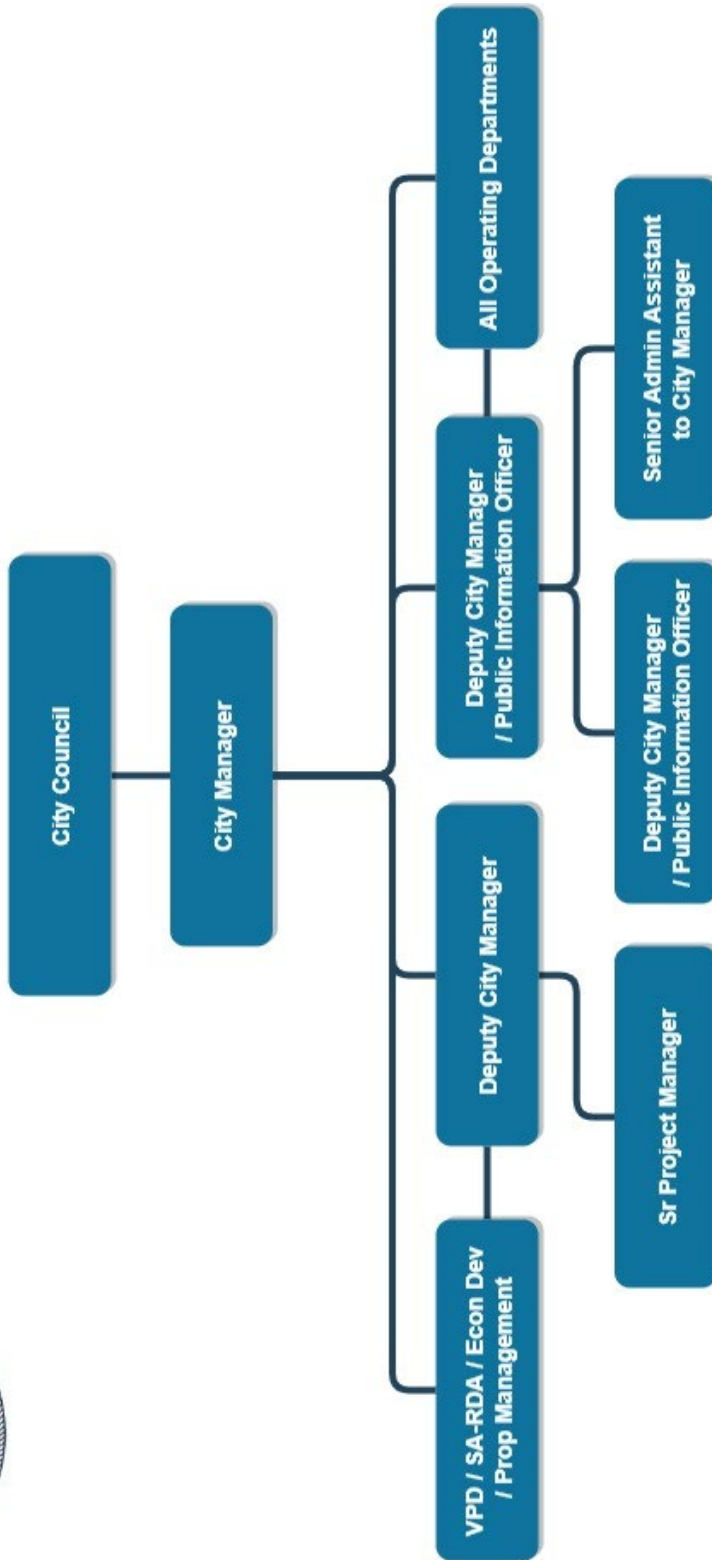 City Council
City Manager
VPD / SA-RDA / Econ Dev
/ Prop Management
Deputy City Manager
Deputy City Manager
/ Public Information Officer
All Operating Departments
Sr Project Manager
Deputy City Manager
/ Public Information Officer
Senior Admin Assistant
to City Manager